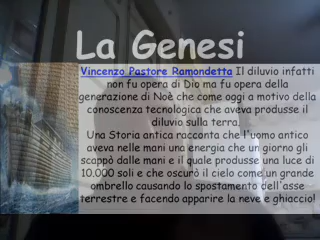 La Genesi
Vincenzo Pastore Ramondetta Il diluvio infatti
non fu opera di Dio ma fu opera della
generazione di Noè che come oggi a motivo della
conoscenza tecnologica che aveva produsse il
diluvio sulla terra.
Una Storia antica racconta che l'uomo antico
aveva nelle mani una energia che un giorno gli
scappò dalle mani e il quale produsse una luce di
10.000 soli e che oscurò il cielo come un grande
ombrello causando lo spostamento dell'asse
terrestre e facendo apparire la neve e ghiaccio!